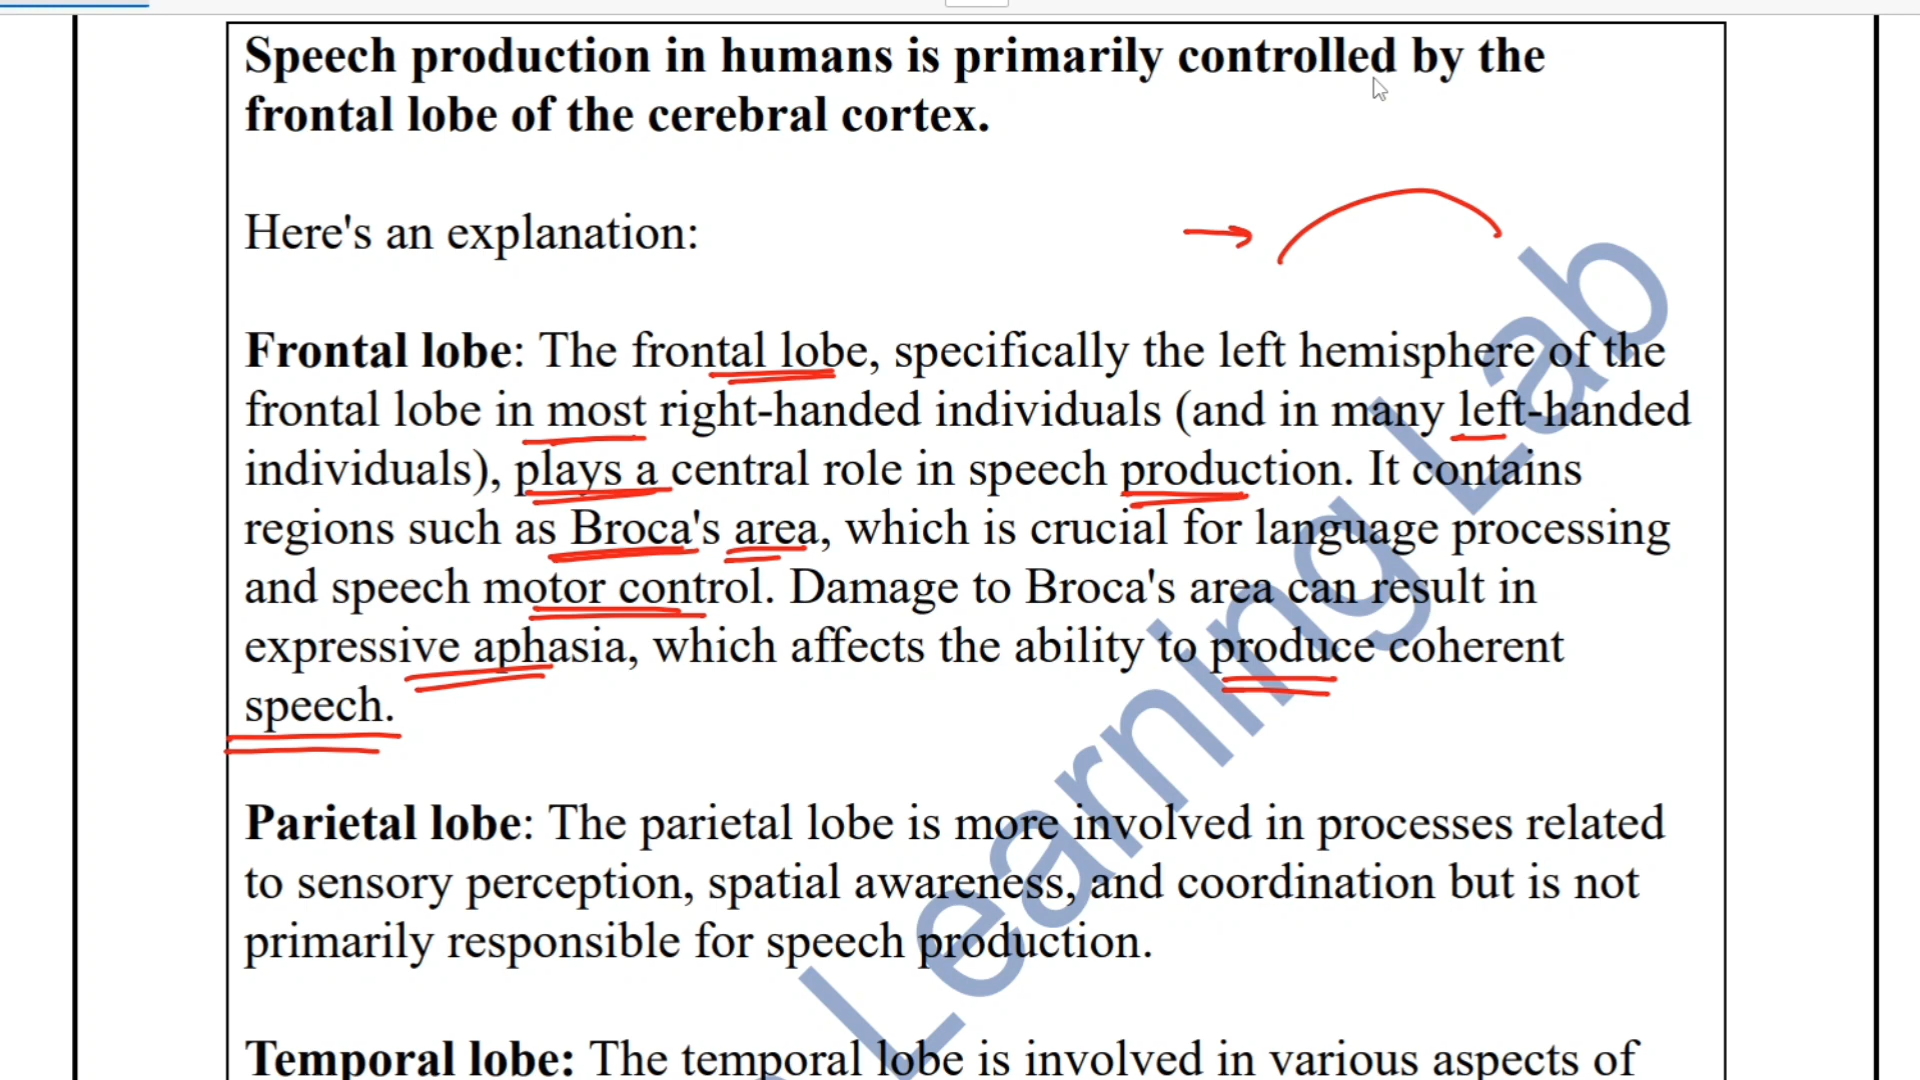 Speech production in humans is primarily controlled by the
frontal lobe of the cerebral cortex.
Here's an explanation:
Frontal lobe: The frontal lobe, specifically the left hemisphere of the
frontal lobe in most right-handed individuals (and in many left-handed
individuals), plays a central role in speech production. It contains
regions such as Broca's area, which is crucial for language processing
and speech motor control. Damage to Broca's area can result in
expressive aphasia, which affects the ability to produce coherent
speech.
Parietal lobe: The parietal lobe is more involved in processes related
to sensory perception, spatial awareness, and coordination but is not
primarily responsible for speech production.
Temporal lobe: The temporal lobe is involved in various aspects of
Learning Lab